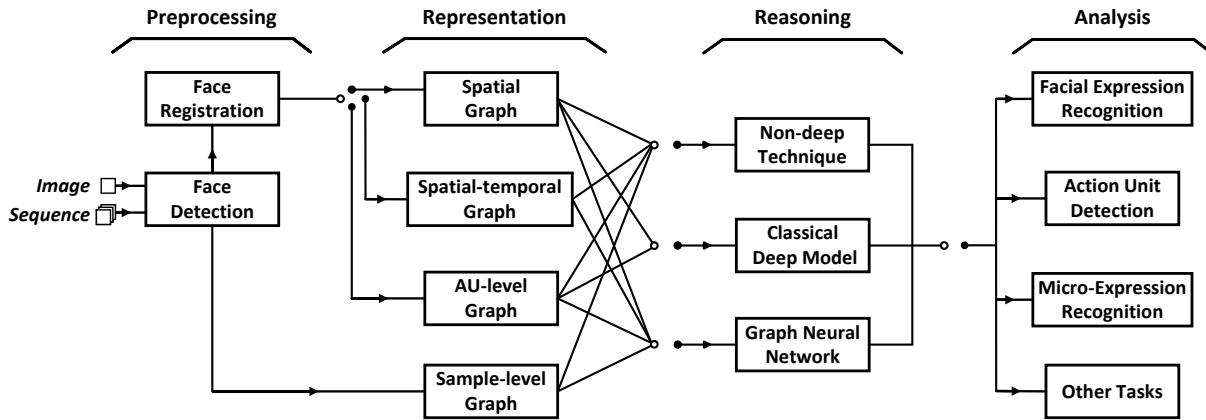 Preprocessing
Representation
Reasoning
Analysis
Face
Registration
Spatial
Graph
Facial Expression
Recognition
Non-deep
Technique
Image
Sequence
Face
Detection
Spatial-temporal
Graph
Action Unit
Detection
Classical
Deep Model
AU-level
Graph
Micro-Expression
Recognition
Graph Neural
Network
Sample-level
Graph
Other Tasks